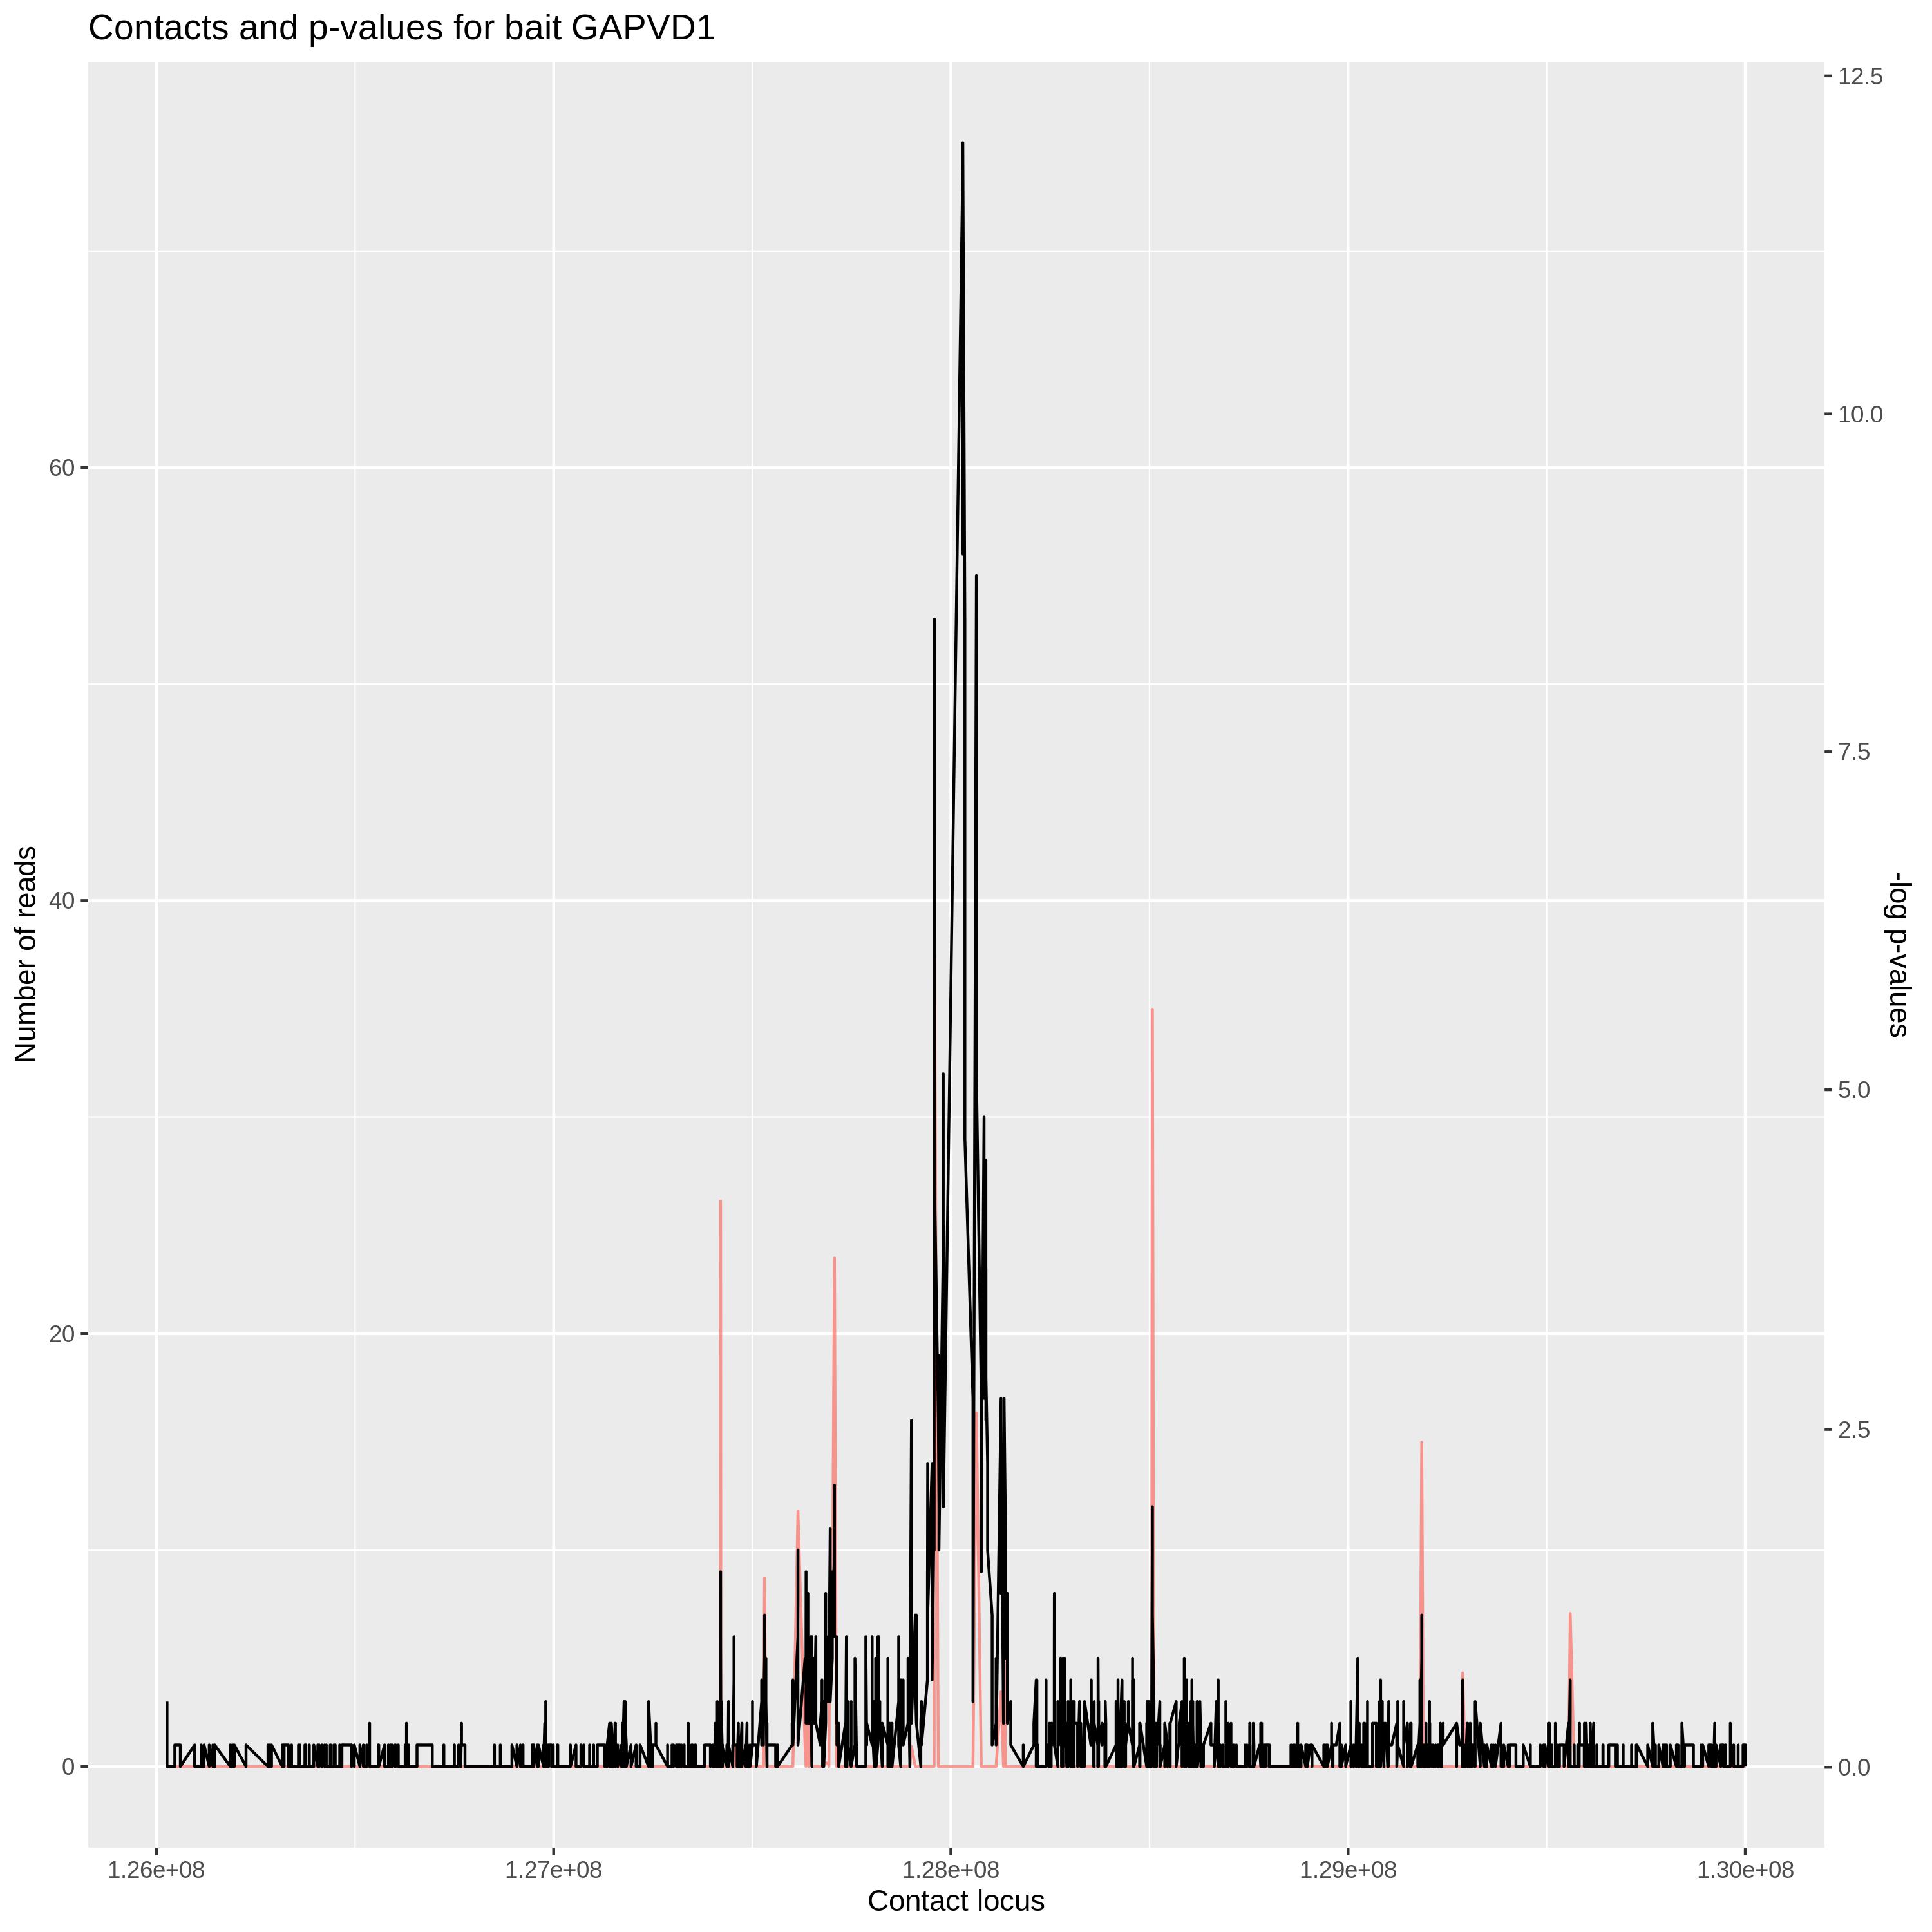 Contacts and p-values for bait GAPVD1
12.5
10.0
60
7.5
Number of reads
-log p-values
40
5.0
20
2.5
0
0.0
1.26e+08
1.27e+08
1.28e+08
1.29e+08
1.30e+08
Contact locus